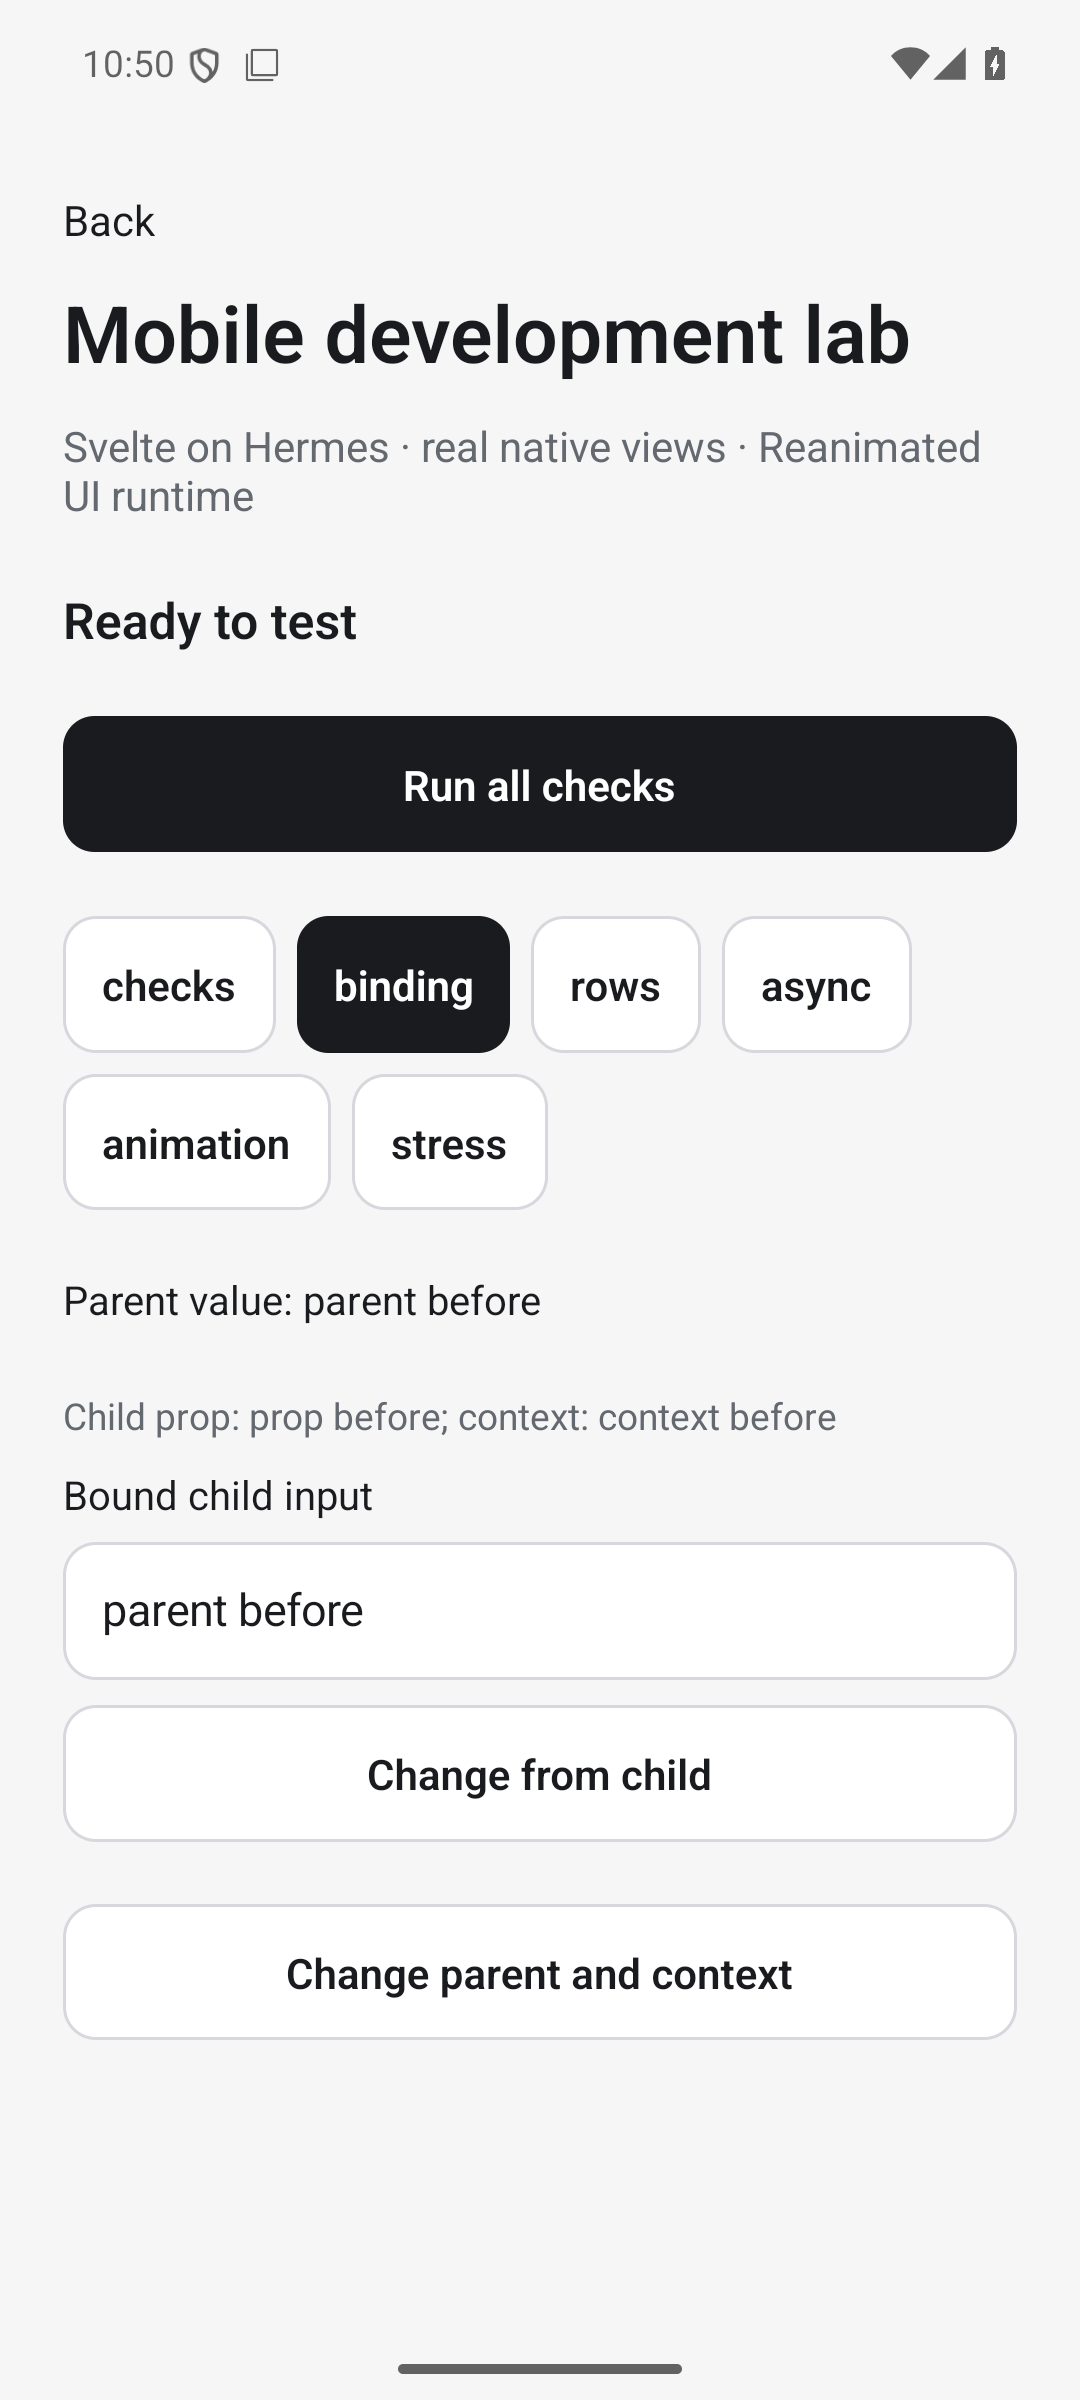 10:50
Back
Mobile development lab
Svelte on Hermes · real native views · Reanimated
UI runtime
Ready to test
Run all checks
checks
binding
rows
async
animation
stress
Parent value: parent before
Child prop: prop before; context: context before
Bound child input
parent before
Change from child
Change parent and context